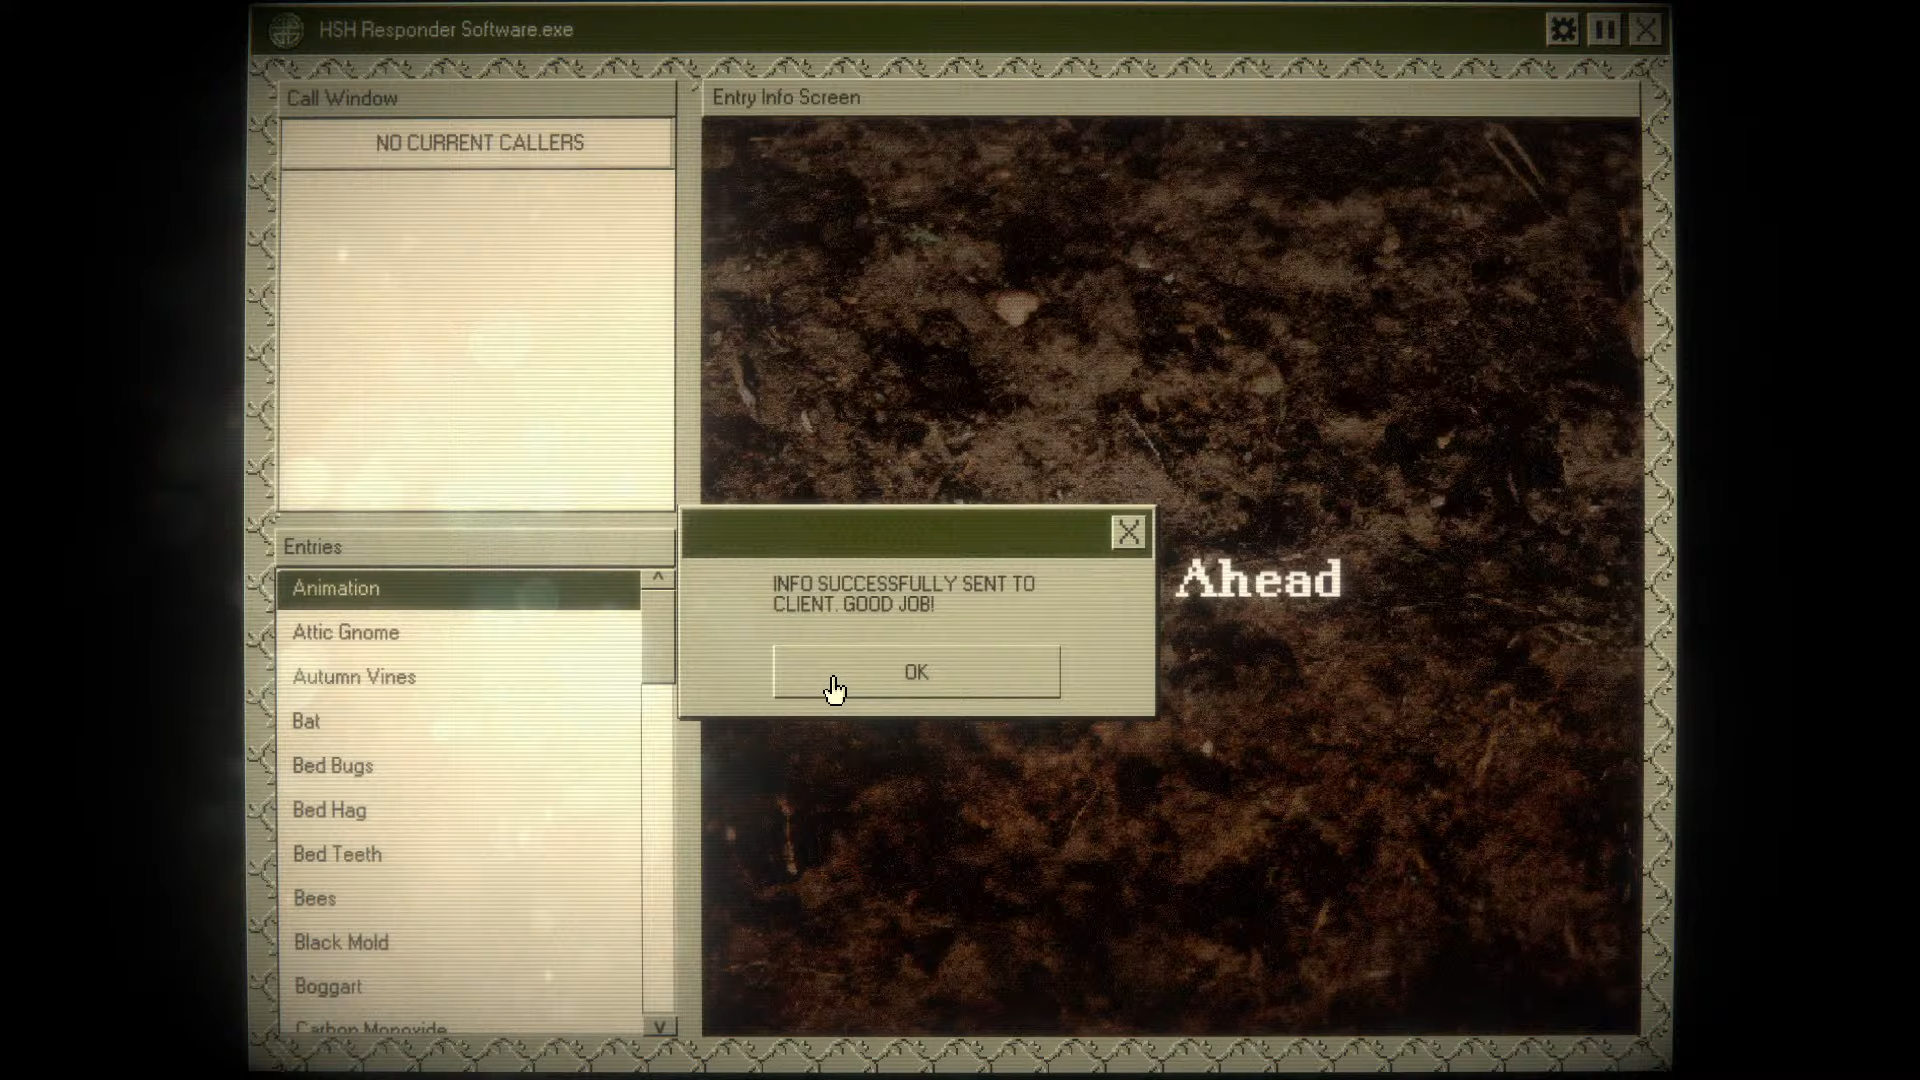 HSH Responder Software.exe
Call Window
NO CURRENT CALLERS
Entry Info Screen
Ahead
INFO SUCCESSFULLY SENT TO
CLIENT. GOOD JOB!
OK
Entries
Animation
Attic Gnome
Autumn Vines
Bat
Bed Bugs
Bed Hag
Bed Teeth
Bees
Black Mold
Boggart
Carbon Monoxide